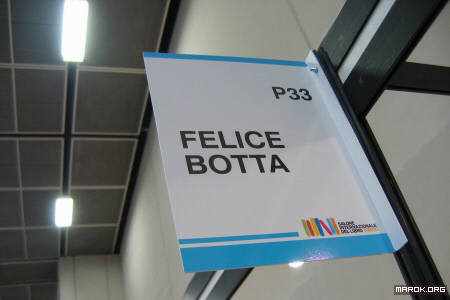 P33
FELICE
BOTTA
SALONE
INTERNAZIONALE
DEL LIBRO
MAROK.ORG